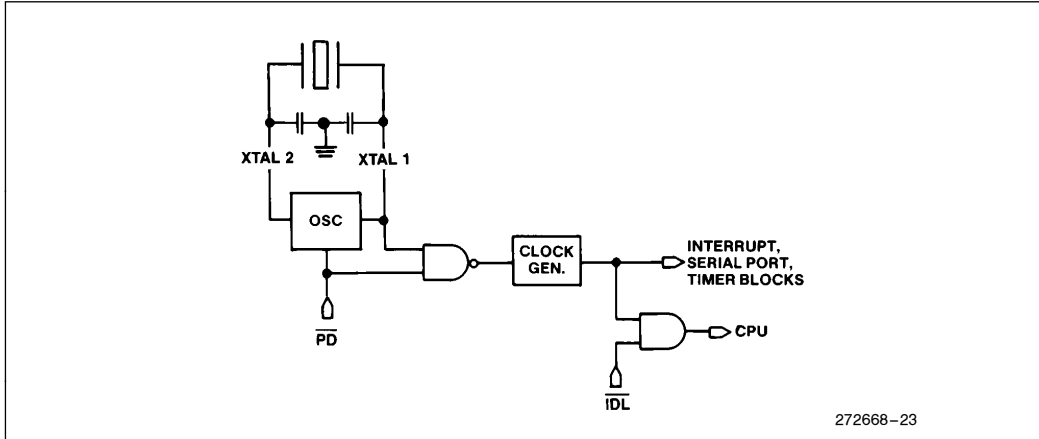 XTAL 2
XTAL 1
OSC
CLOCK
GEN.
INTERRUPT,
SERIAL PORT,
TIMER BLOCKS
CPU
PD
IDL
272668-23